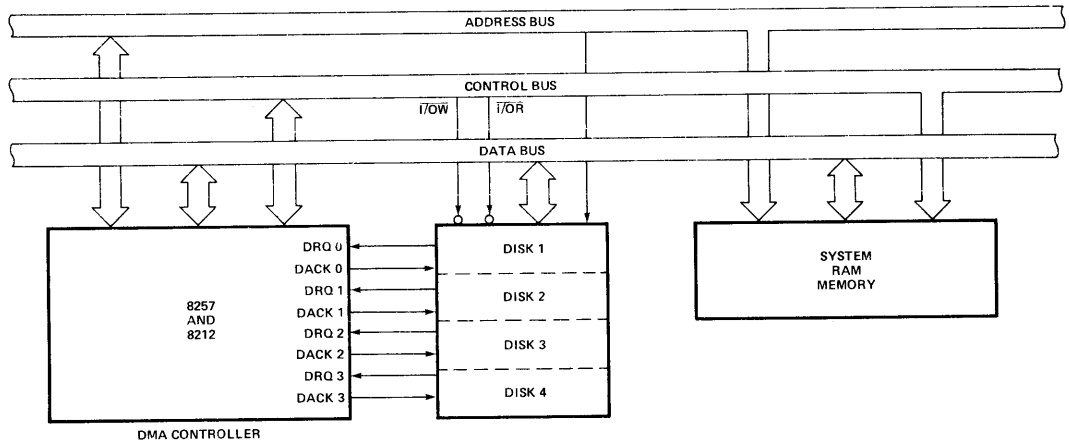 ADDRESS BUS
CONTROL BUS
I/OW
I/OR
DATA BUS
DRQ 0
DACK 0
DRQ 1
DACK 1
DRQ 2
DACK 2
DRQ 3
DACK 3
8257
AND
8212
DMA CONTROLLER
DISK 1
DISK 2
DISK 3
DISK 4
SYSTEM
RAM
MEMORY